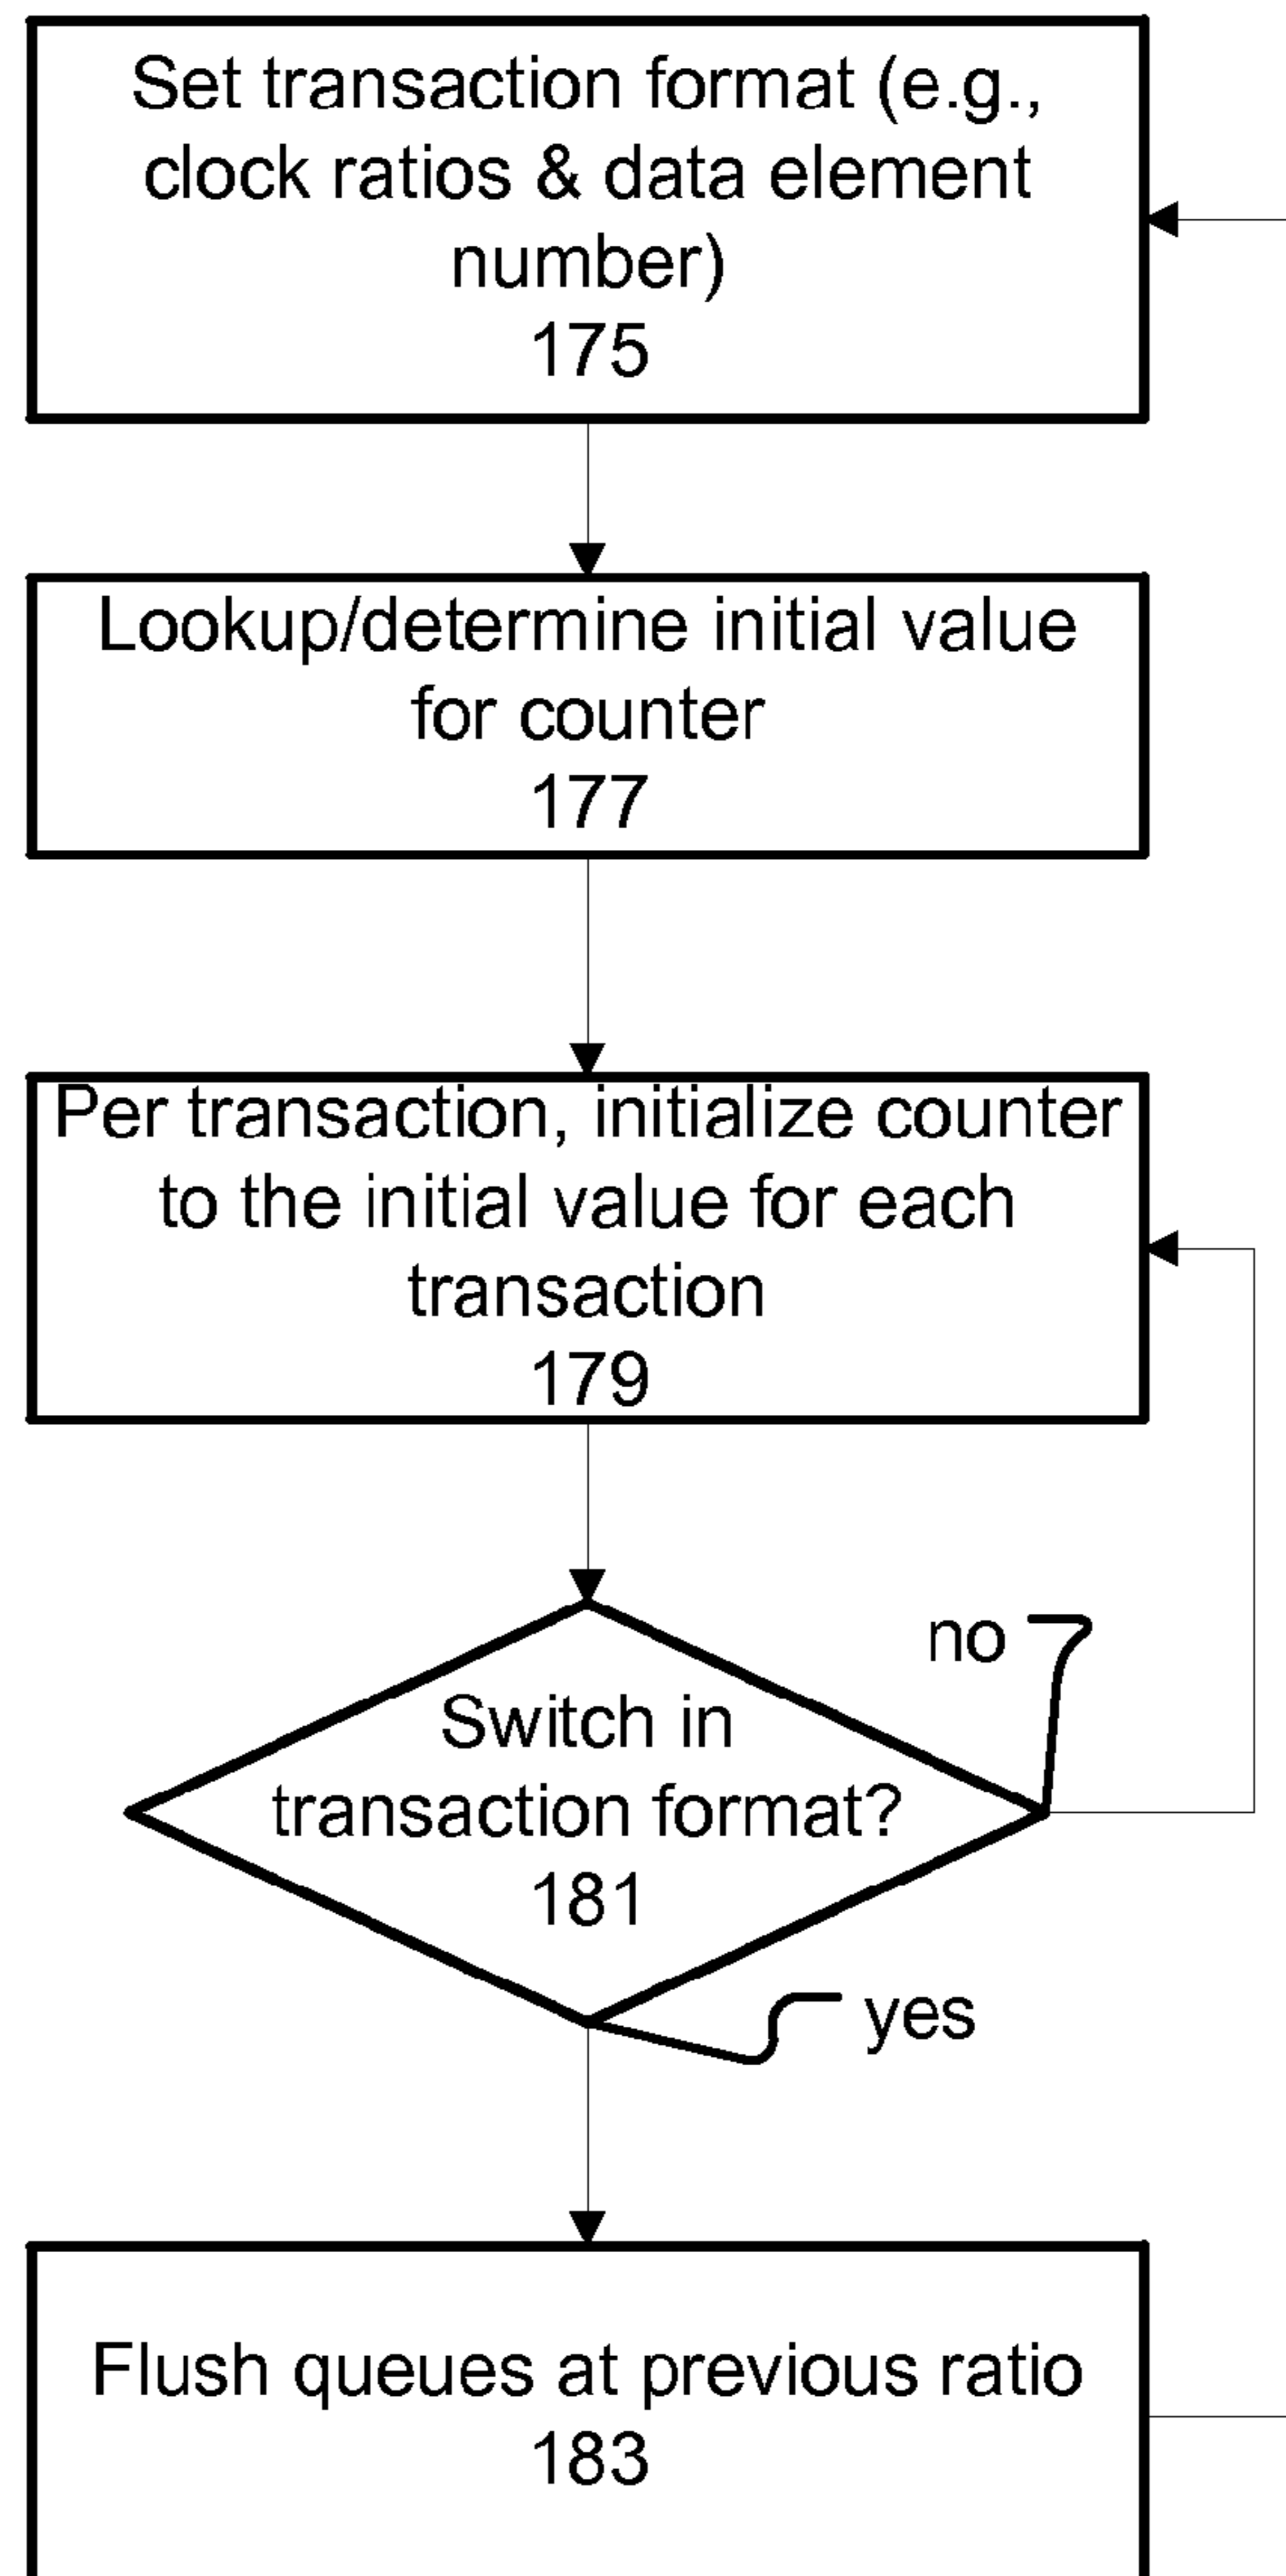 Set transaction format (e.g.,
clock ratios & data element
number)
175
Lookup/determine initial value
for counter
177
Per transaction, initialize counter
to the initial value for each
transaction
179
no
Switch in
transaction format?
181
yes
Flush queues at previous ratio
183